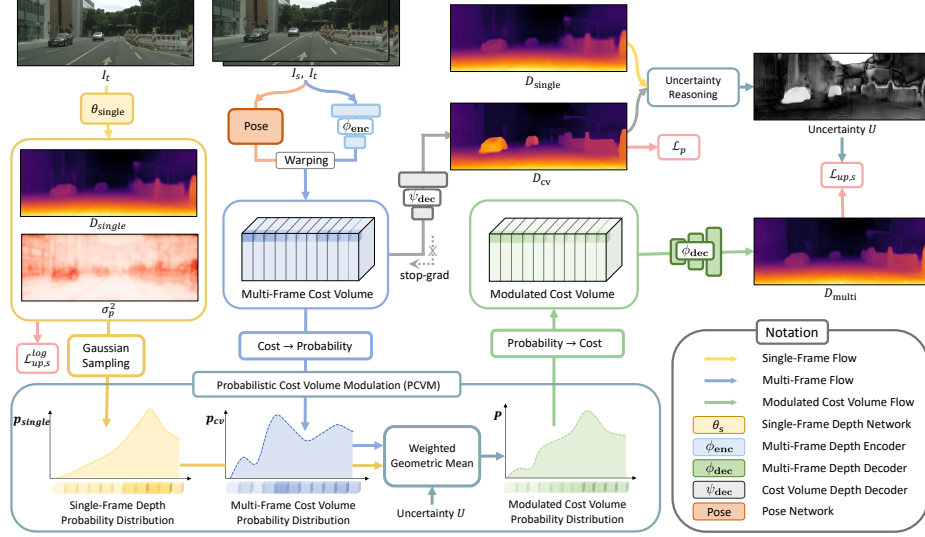 I_t
I_s, I_t
θ_single
Pose
ϕ_enc
Warping
D_single
σ_p^2
ℒ_{up,s}^{log}
Gaussian
Sampling
Multi-Frame Cost Volume
Cost → Probability
ψ_dec
stop-grad
D_single
D_cv
ℒ_p
Uncertainty
Reasoning
Uncertainty U
ℒ_{up,s}
Modulated Cost Volume
ϕ_dec
D_multi
Probability → Cost
Probabilistic Cost Volume Modulation (PCVM)
p_single
Single-Frame Depth
Probability Distribution
p_cv
Multi-Frame Cost Volume
Probability Distribution
Weighted
Geometric Mean
Uncertainty U
P
Modulated Cost Volume
Probability Distribution
Notation
Single-Frame Flow
Multi-Frame Flow
Modulated Cost Volume Flow
θ_s Single-Frame Depth Network
ϕ_enc Multi-Frame Depth Encoder
ϕ_dec Multi-Frame Depth Decoder
ψ_dec Cost Volume Depth Decoder
Pose Pose Network